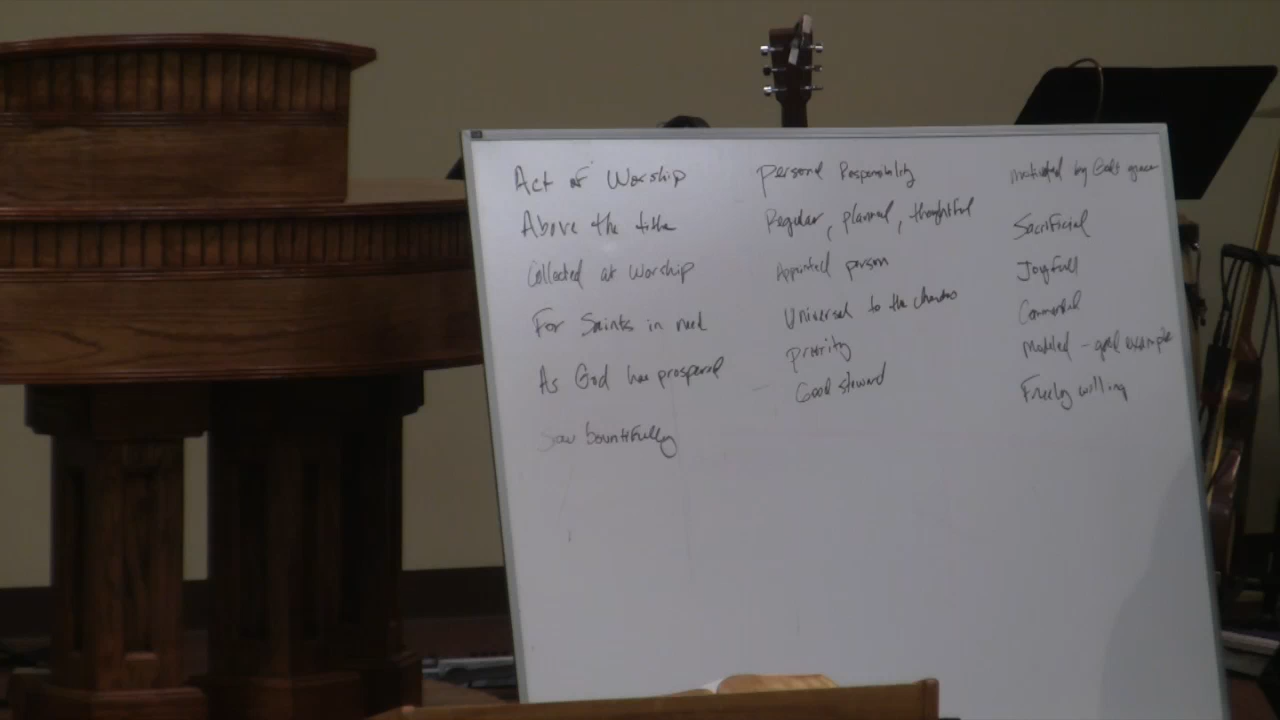 Act of Worship
Above the tithe
Collected at Worship
For Saints in need
As God has prospered
Sow bountifully
Personal Responsibility
Regular, planned, thoughtful
Appointed person
Universal to the churches
Priority
Good steward
Motivated by God's grace
Sacrificial
Joyfull
Modeled - example
Freely willing